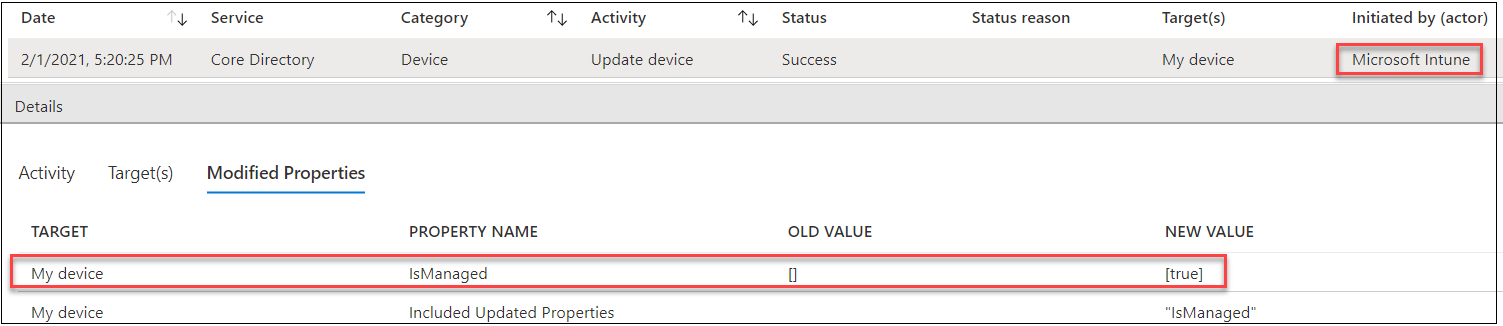 Date Service Category Activity Status Status reason Target(s) Initiated by (actor)
2/1/2021, 5:20:25 PM Core Directory Device Update device Success My device Microsoft Intune
Details
Activity Target(s) Modified Properties
TARGET PROPERTY NAME OLD VALUE NEW VALUE
My device IsManaged [] [true]
My device Included Updated Properties "IsManaged"